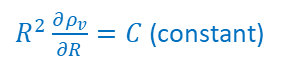 R² ∂ρᵥ/∂R = C (constant)